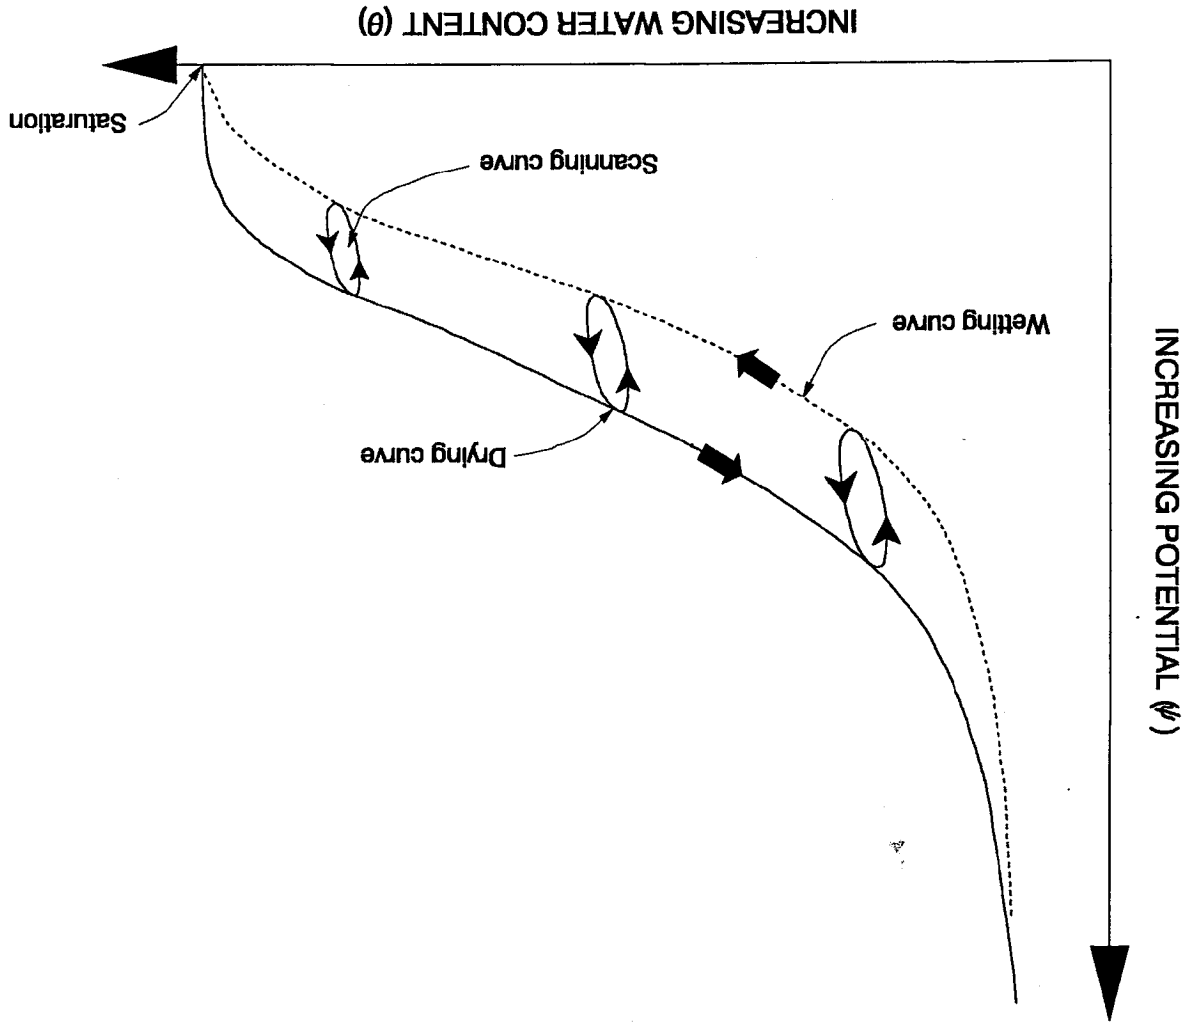 INCREASING POTENTIAL (ψ)
Drying curve
Wetting curve
Scanning curve
Saturation
INCREASING WATER CONTENT (θ)